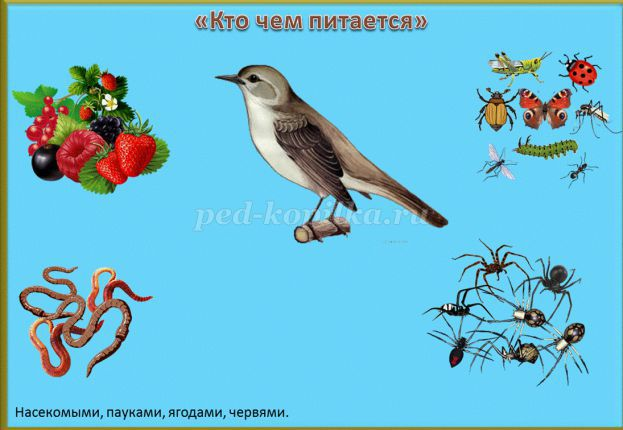 «Кто чем питается»
ped-kopilka.ru
Насекомыми, пауками, ягодами, червями.